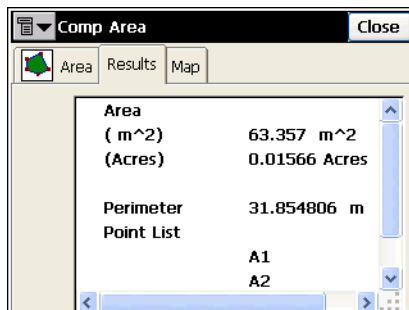 Comp Area Close
Area Results Map
Area
( m^2) 63.357 m^2
(Acres) 0.01566 Acres
Perimeter 31.854806 m
Point List
A1
A2